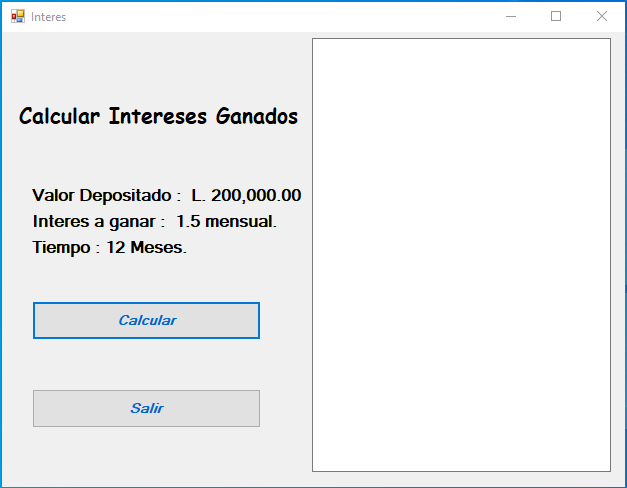 Interes
Calcular Intereses Ganados
Valor Depositado :  L. 200,000.00
Interes a ganar :  1.5 mensual.
Tiempo : 12 Meses.
Calcular
Salir